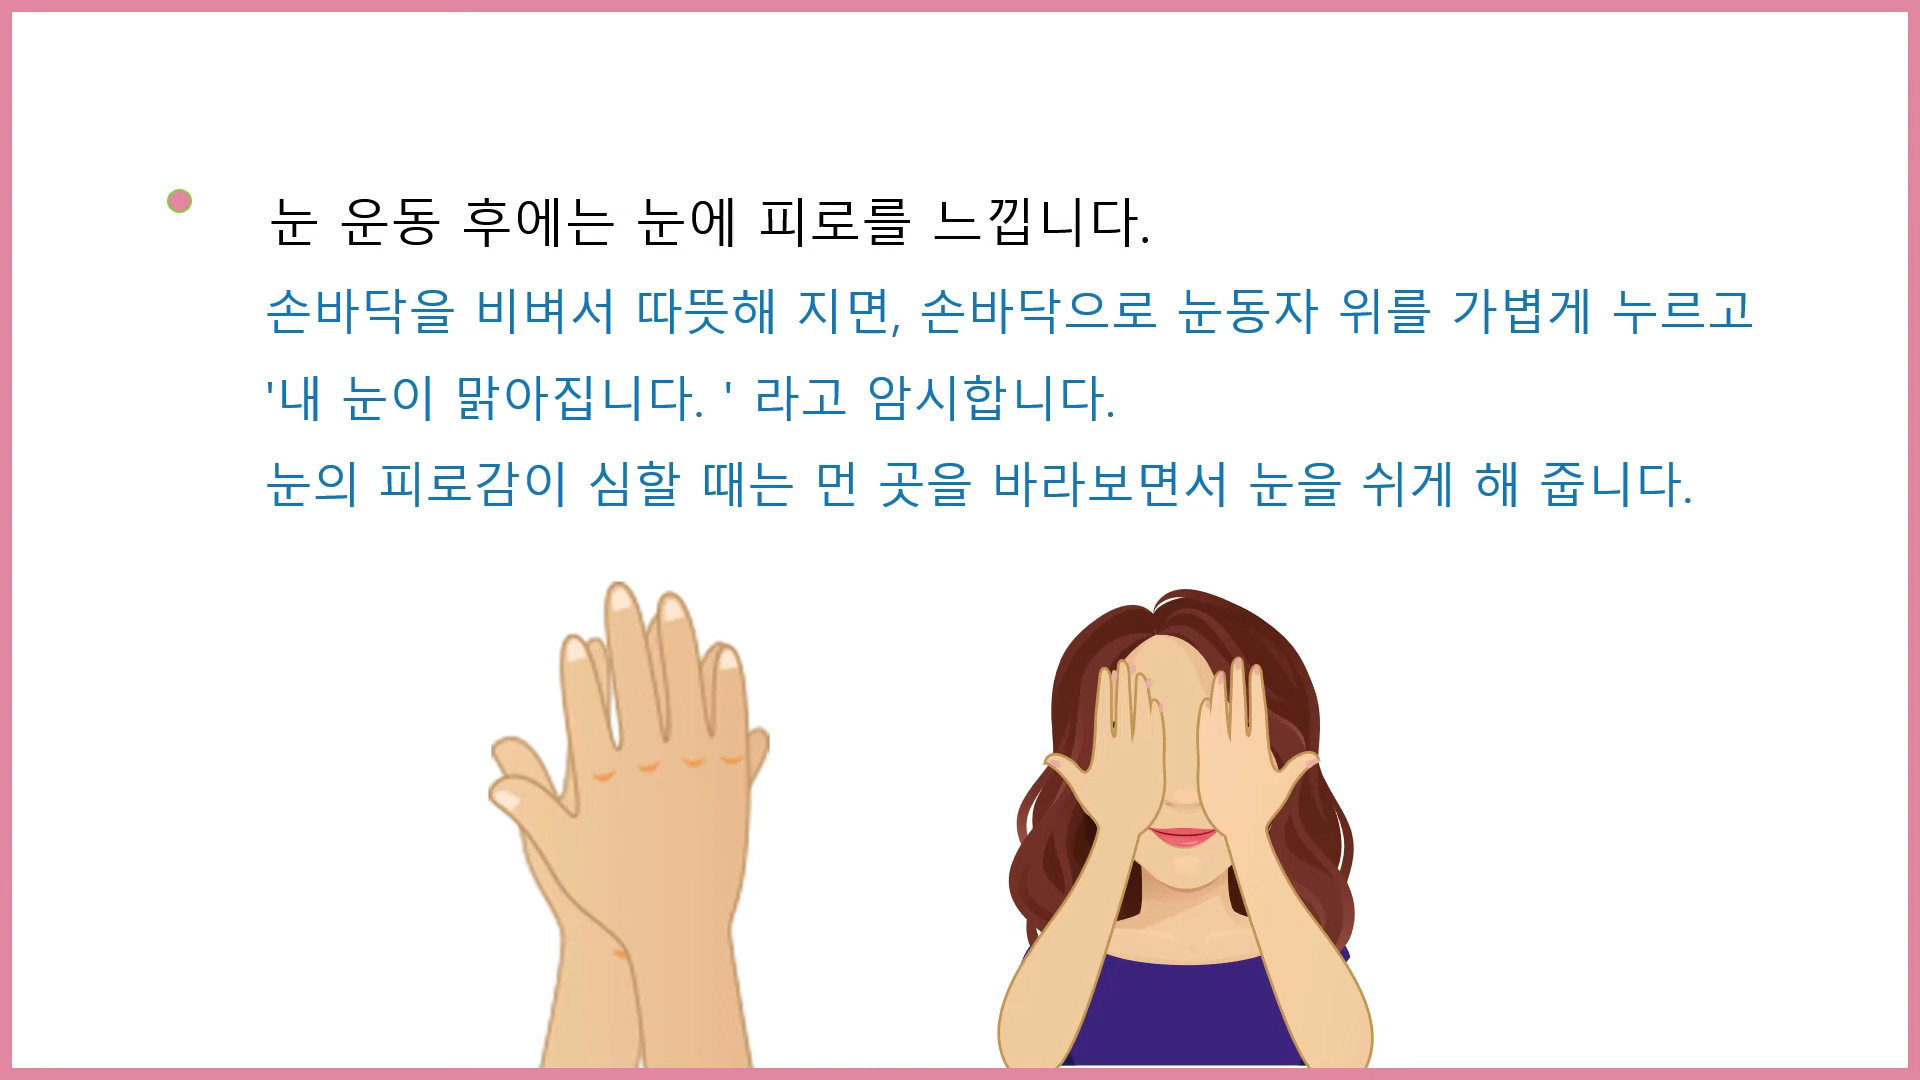 눈 운동 후에는 눈에 피로를 느낍니다.
손바닥을 비벼서 따뜻해 지면, 손바닥으로 눈동자 위를 가볍게 누르고
'내 눈이 맑아집니다. ' 라고 암시합니다.
눈의 피로감이 심할 때는 먼 곳을 바라보면서 눈을 쉬게 해 줍니다.